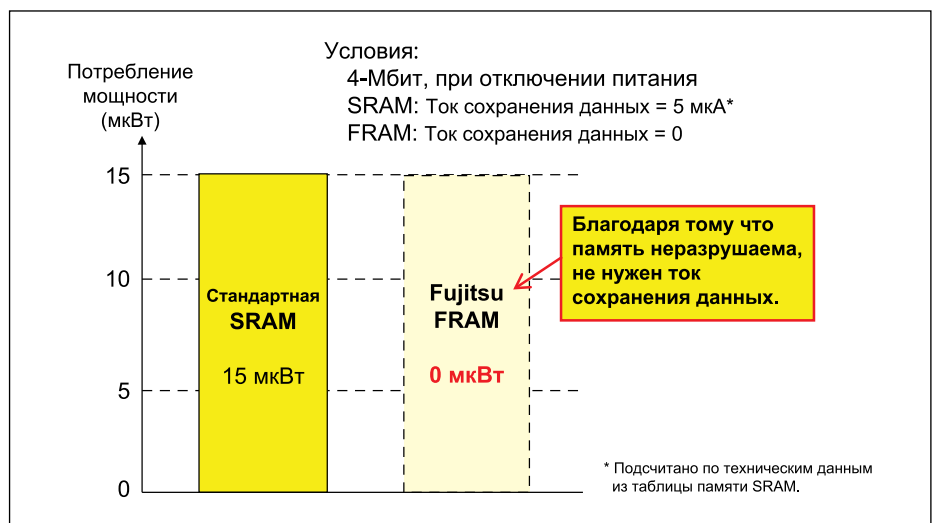 Условия:
4-Мбит, при отключении питания
SRAM: Ток сохранения данных = 5 мкА*
FRAM: Ток сохранения данных = 0
Потребление
мощности
(мкВт)
15
10
5
0
Стандартная
SRAM
15 мкВт
Fujitsu
FRAM
0 мкВт
Благодаря тому что
память неразрушаема,
не нужен ток
сохранения данных.
* Подсчитано по техническим данным
из таблицы памяти SRAM.